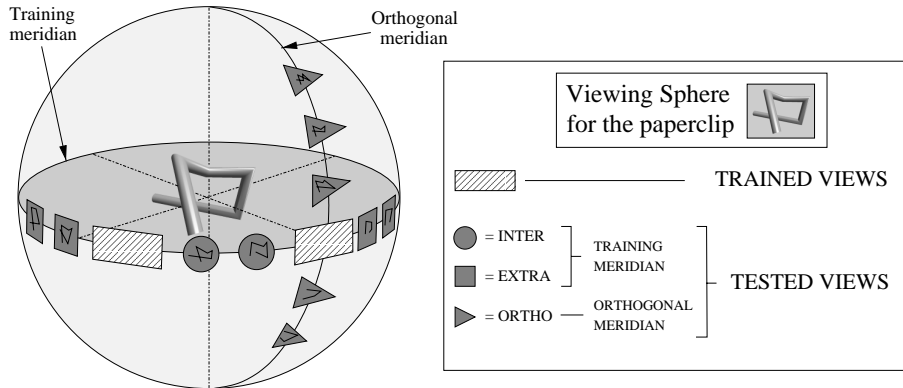 Training
meridian
Orthogonal
meridian
Viewing Sphere
for the paperclip
TRAINED VIEWS
= INTER
= EXTRA
TRAINING
MERIDIAN
= ORTHO
ORTHOGONAL
MERIDIAN
TESTED VIEWS